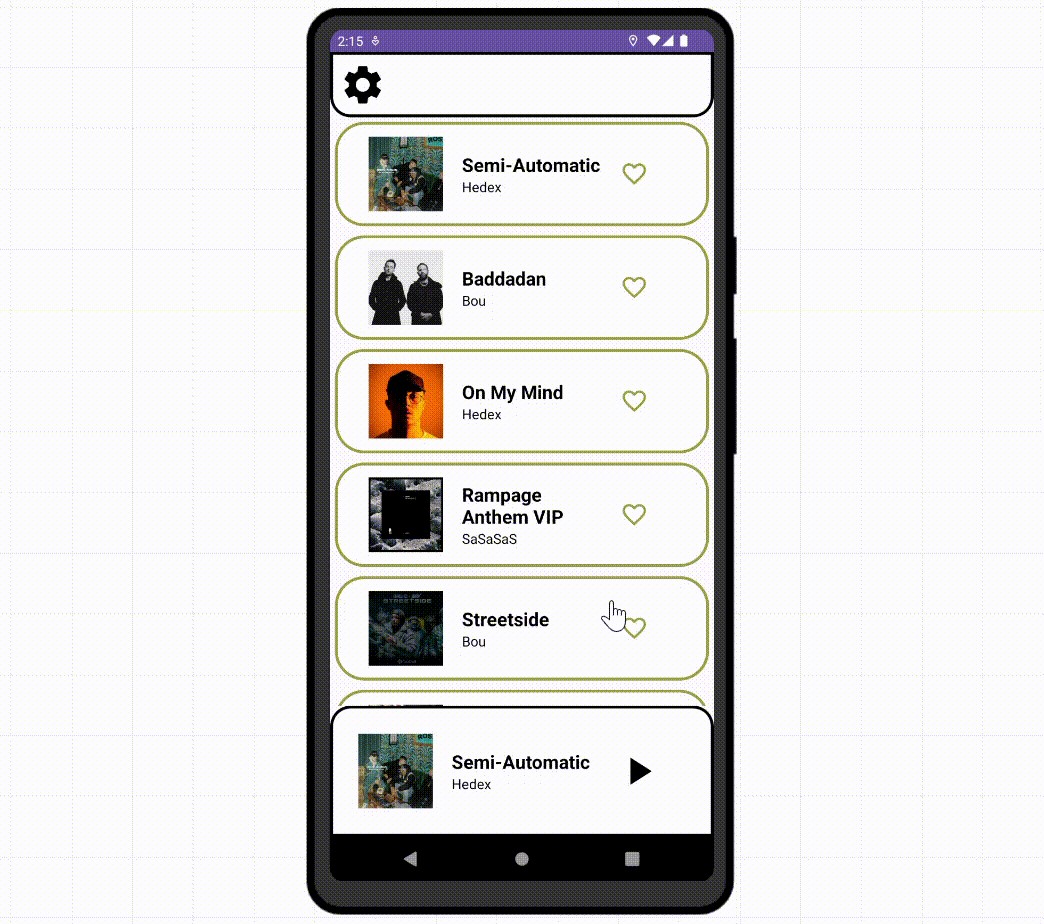 2:15
Semi-Automatic
Hedex
Baddadan
Bou
On My Mind
Hedex
Rampage
Anthem VIP
SaSaSaS
STREETSIDE
Streetside
Bou
Semi-Automatic
Hedex